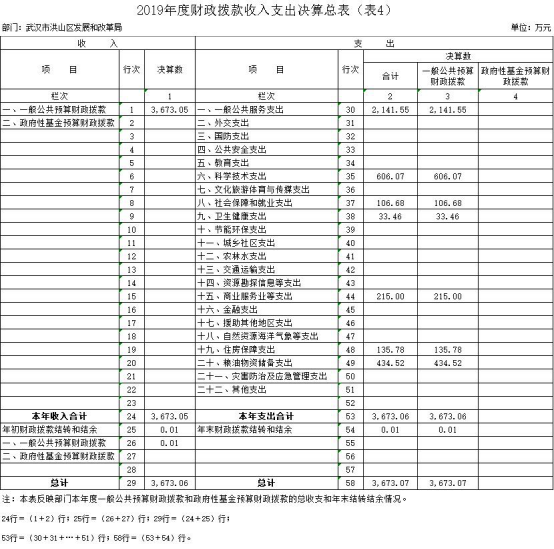 2019年度财政拨款收入支出决算总表（表4）
部门：武汉市洪山区发展和改革局 单位：万元
收 入 支 出
项 目 行次 决算数 项 目 行次 决算数
合计 一般公共预算财政拨款 政府性基金预算财政拨款
栏次 1 栏次 2 3 4
一、一般公共预算财政拨款 1 3,673.05 一、一般公共服务支出 30 2,141.55 2,141.55
二、政府性基金预算财政拨款 2 二、外交支出 31
3 三、国防支出 32
4 四、公共安全支出 33
5 五、教育支出 34
6 六、科学技术支出 35 606.07 606.07
7 七、文化旅游体育与传媒支出 36
8 八、社会保障和就业支出 37 106.68 106.68
9 九、卫生健康支出 38 33.46 33.46
10 十、节能环保支出 39
11 十一、城乡社区支出 40
12 十二、农林水支出 41
13 十三、交通运输支出 42
14 十四、资源勘探信息等支出 43
15 十五、商业服务业等支出 44 215.00 215.00
16 十六、金融支出 45
17 十七、援助其他地区支出 46
18 十八、自然资源海洋气象等支出 47
19 十九、住房保障支出 48 135.78 135.78
20 二十、粮油物资储备支出 49 434.52 434.52
21 二十一、灾害防治及应急管理支出 50
22 二十二、其他支出 51
23 52
本年收入合计 24 3,673.05 本年支出合计 53 3,673.06 3,673.06
年初财政拨款结转和结余 25 0.01 年末财政拨款结转和结余 54 0.01 0.01
一、一般公共预算财政拨款 26 0.01 55
二、政府性基金预算财政拨款 27 56
28 57
总计 29 3,673.06 总计 58 3,673.07 3,673.07
注：本表反映部门本年度一般公共预算财政拨款和政府性基金预算财政拨款的总收支和年末结转结余情况。
24行＝（1＋2）行；25行＝（26＋27）行；29行＝（24＋25）行；
53行＝（30＋31＋…＋51）行；58行＝（53＋54）行。